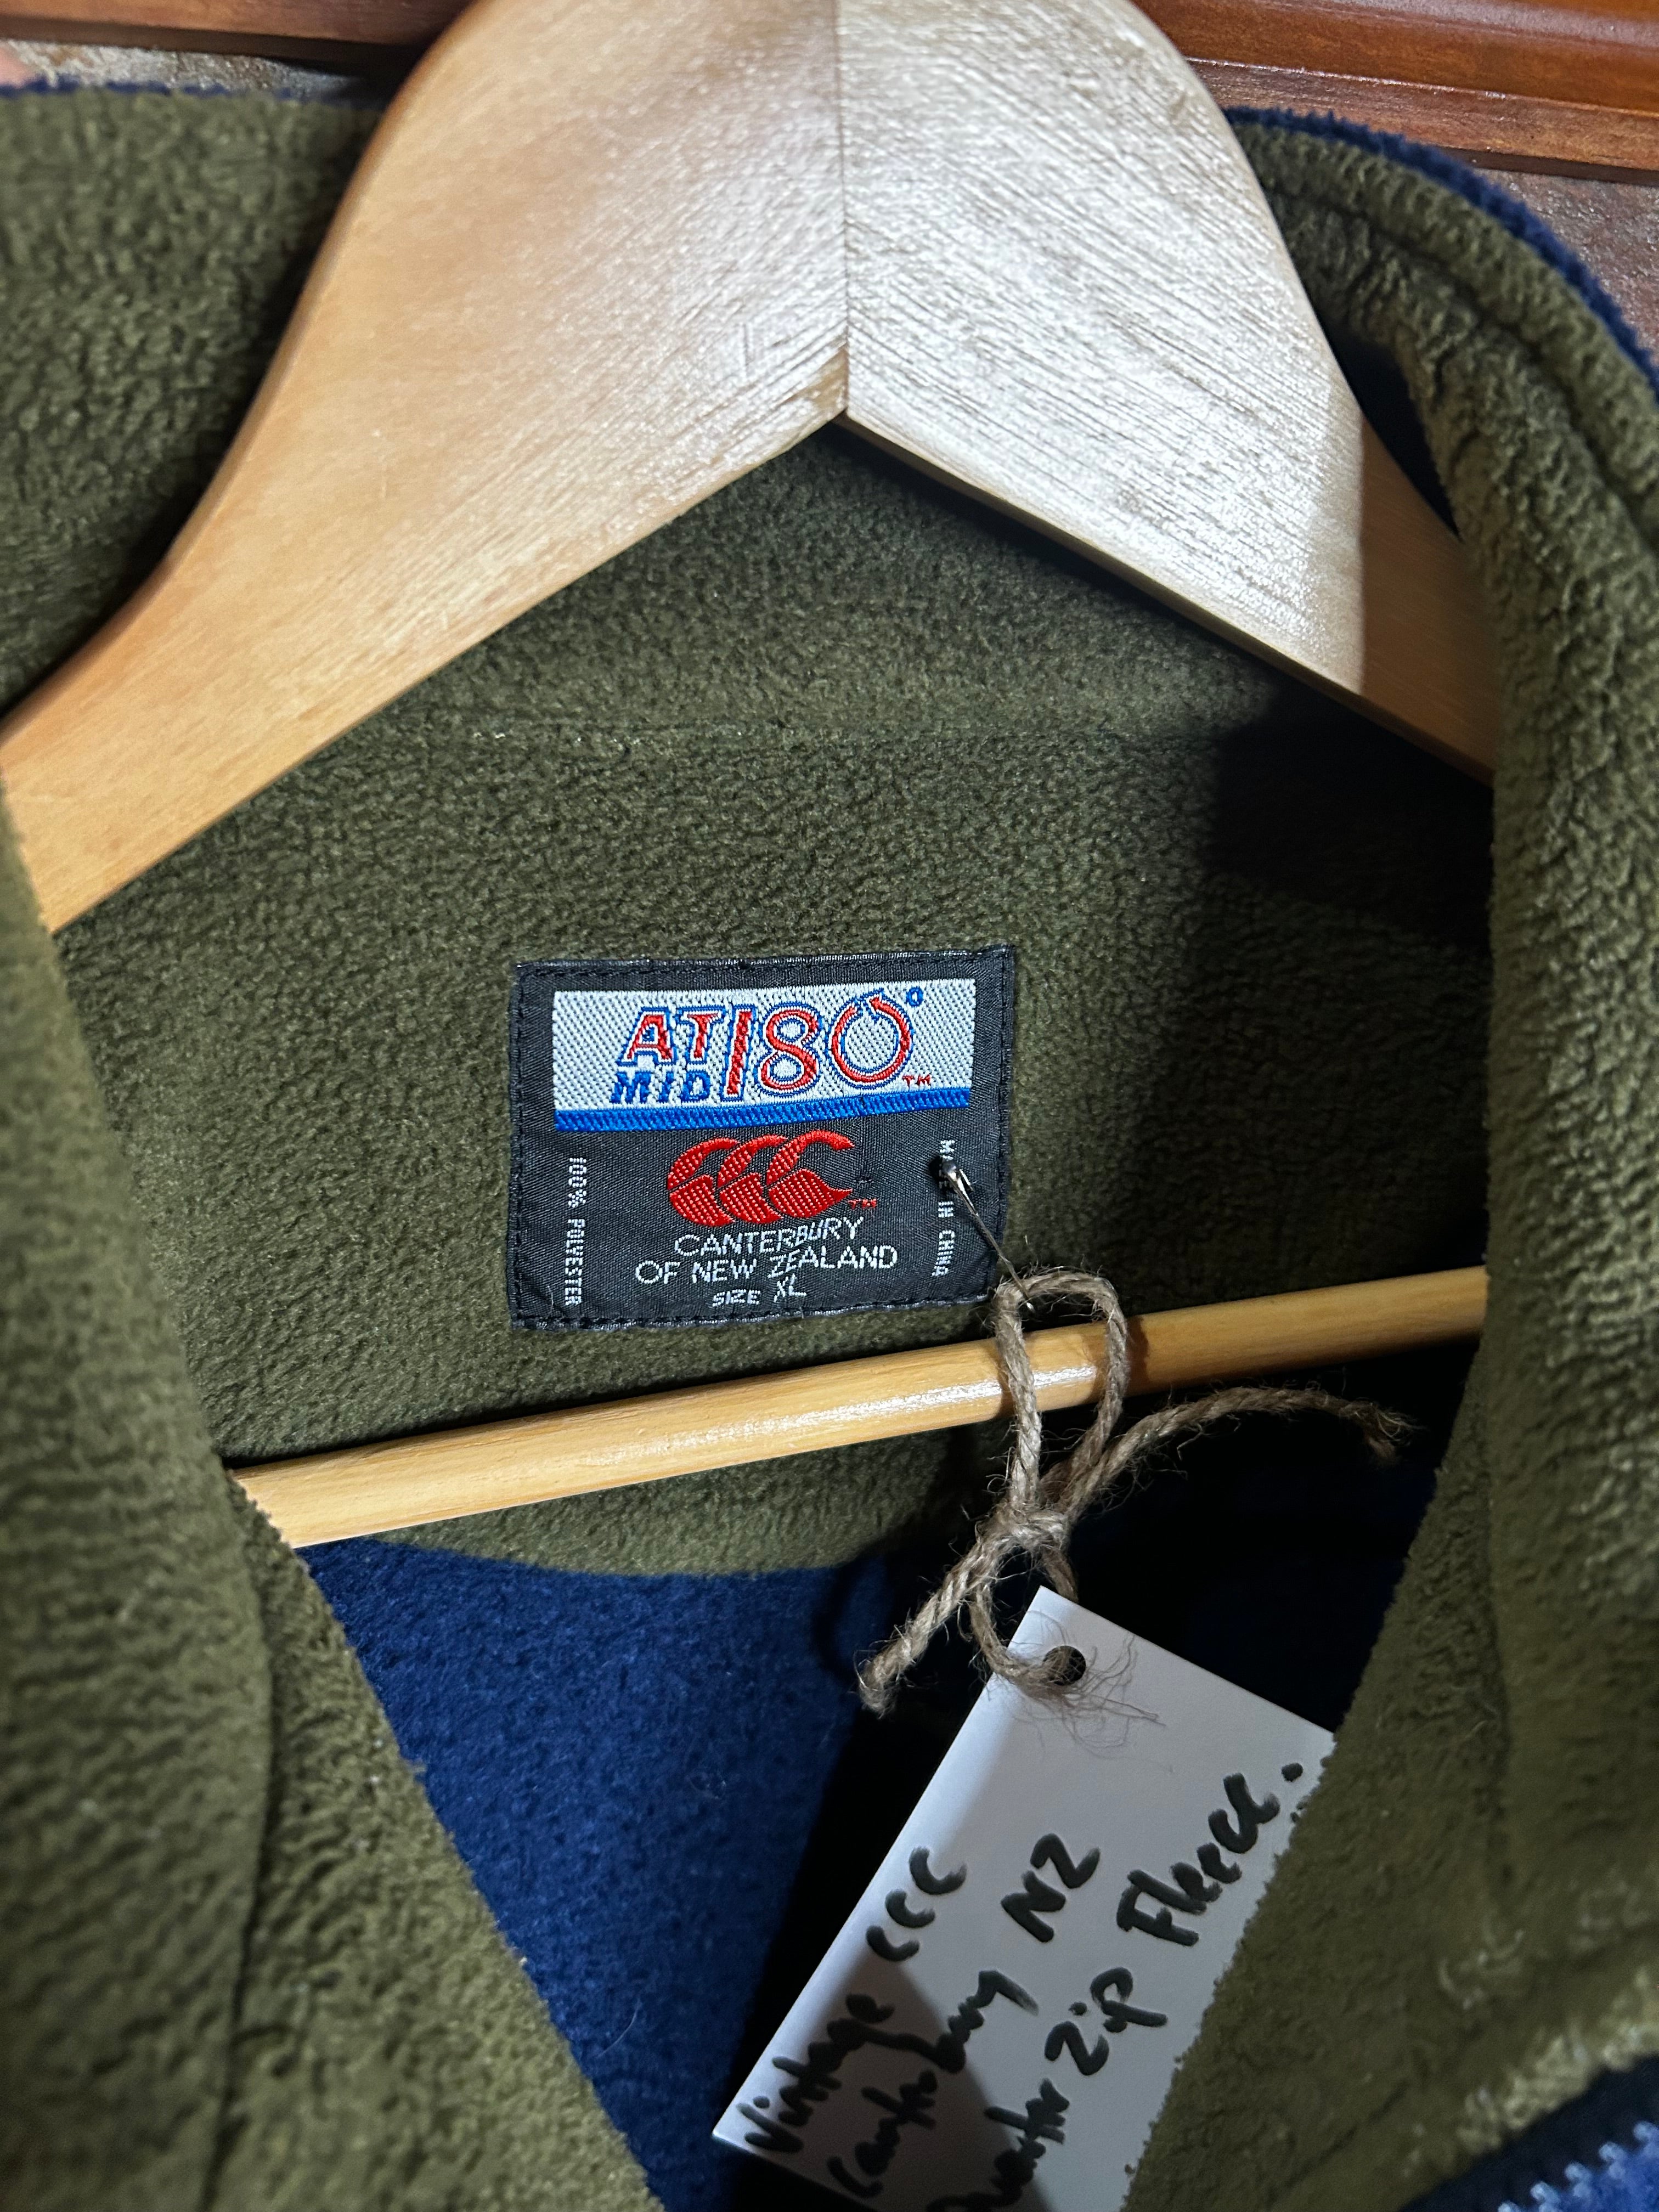 AT 180°
MID ™
™
CANTERBURY
OF NEW ZEALAND
SIZE XL
100% POLYESTER
MADE IN CHINA
Vintage CCC
Canterbury NZ
Quarter Zip Fleece.